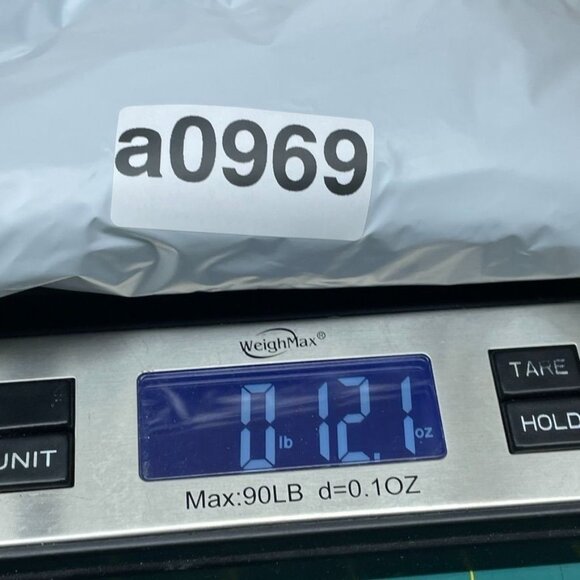 a0969
WeighMax®
TARE
0 lb 12.1 oz
UNIT
HOLD
Max:90LB d=0.1OZ